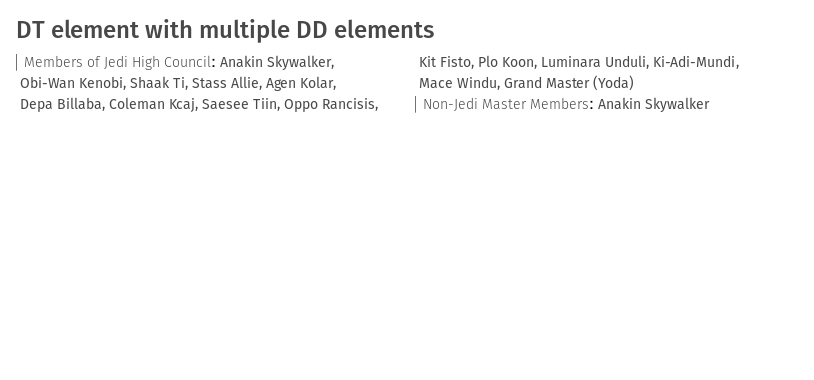 DT element with multiple DD elements
Members of Jedi High Council: Anakin Skywalker,
Obi-Wan Kenobi, Shaak Ti, Stass Allie, Agen Kolar,
Depa Billaba, Coleman Kcaj, Saesee Tiin, Oppo Rancisis,
Kit Fisto, Plo Koon, Luminara Unduli, Ki-Adi-Mundi,
Mace Windu, Grand Master (Yoda)
Non-Jedi Master Members: Anakin Skywalker